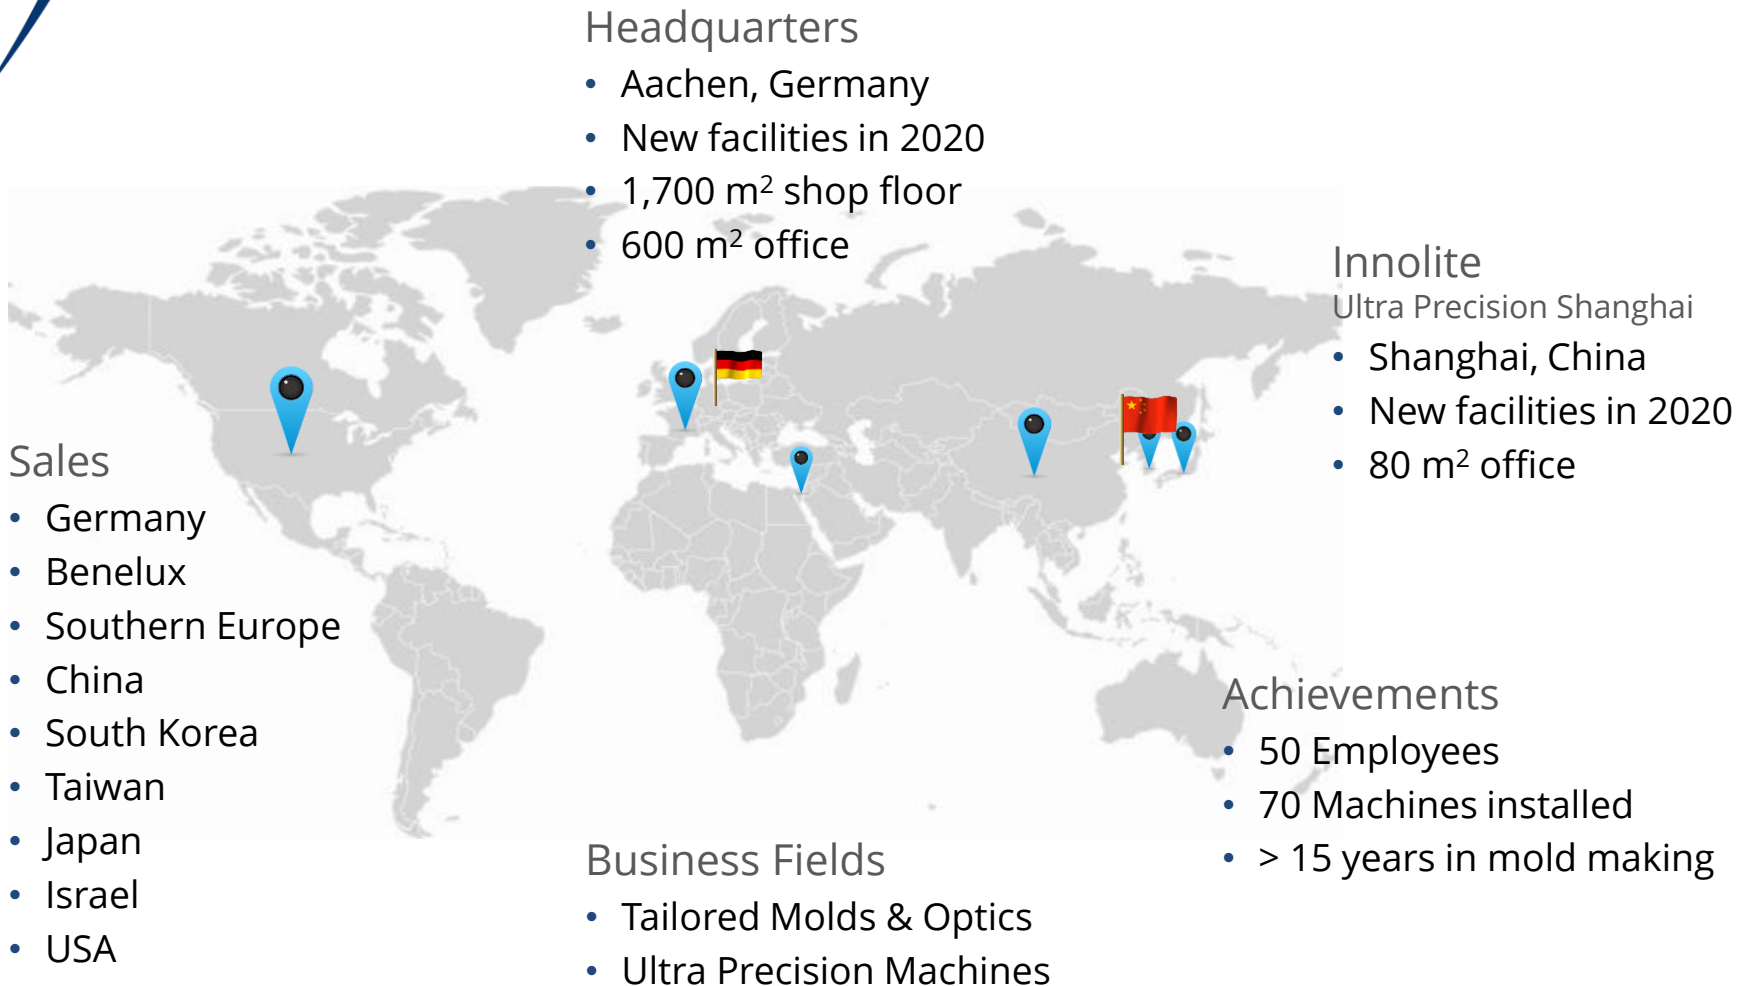 Headquarters
• Aachen, Germany
• New facilities in 2020
• 1,700 m² shop floor
• 600 m² office
Innolite
Ultra Precision Shanghai
• Shanghai, China
• New facilities in 2020
• 80 m² office
Sales
• Germany
• Benelux
• Southern Europe
• China
• South Korea
• Taiwan
• Japan
• Israel
• USA
Achievements
• 50 Employees
• 70 Machines installed
• > 15 years in mold making
Business Fields
• Tailored Molds & Optics
• Ultra Precision Machines